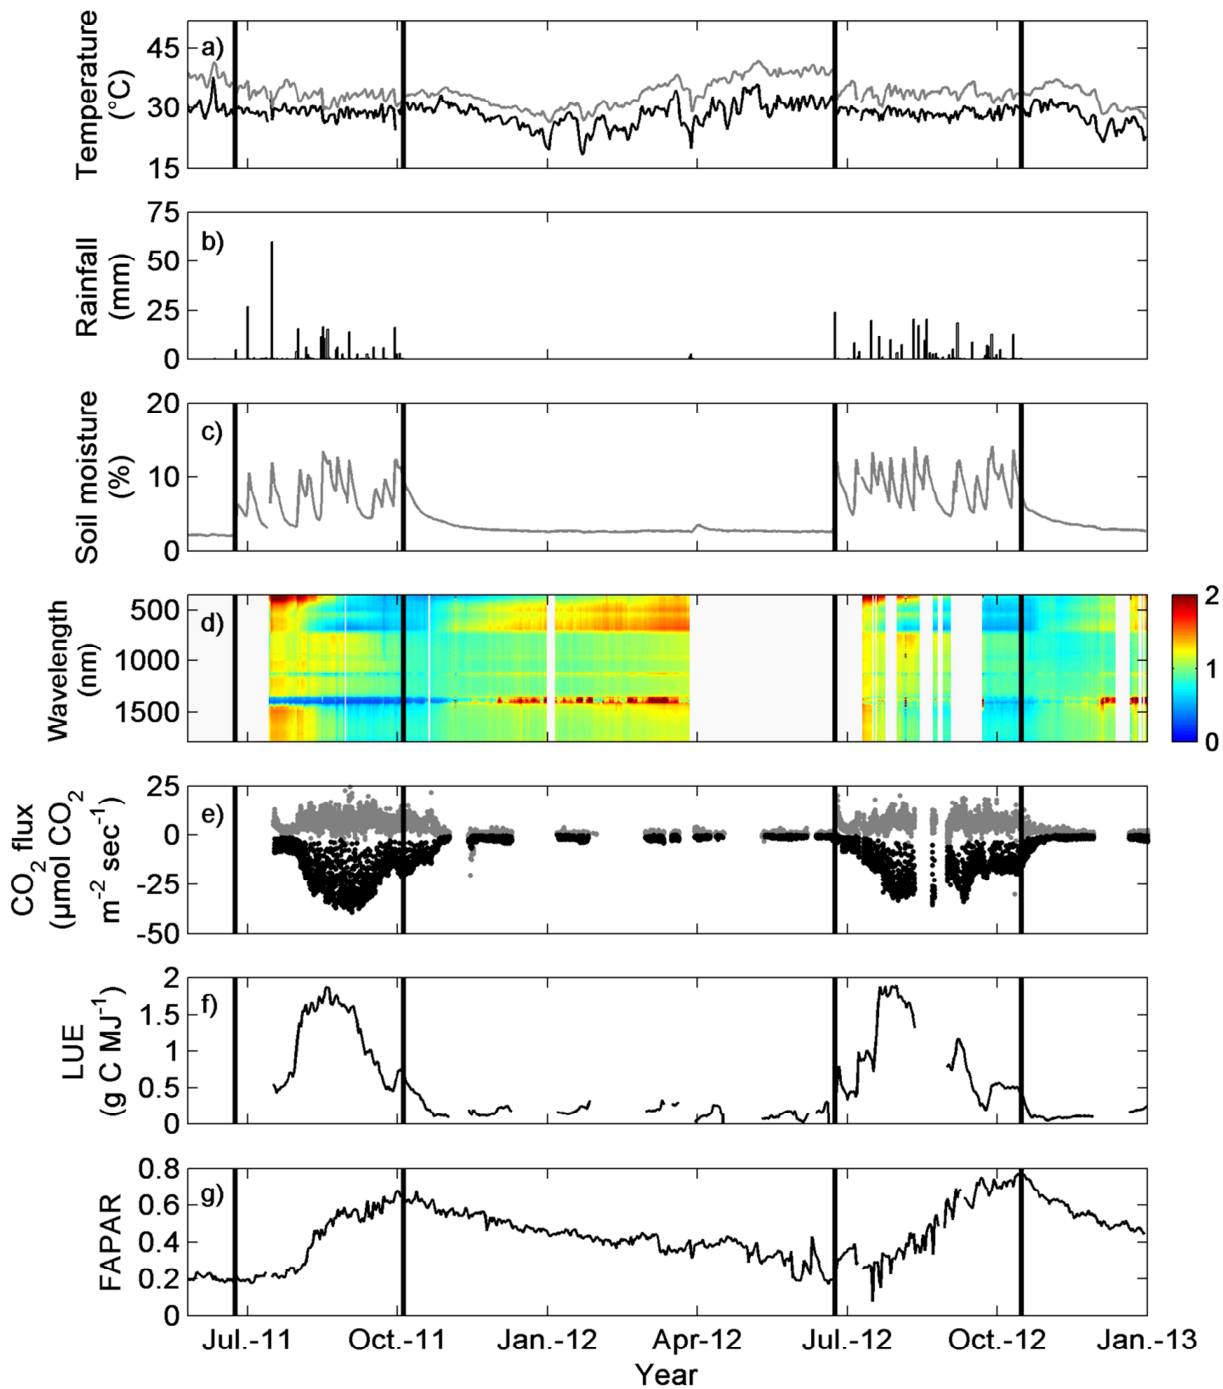 Temperature
(°C)
45
30
15
a)
Rainfall
(mm)
75
50
25
0
b)
Soil moisture
(%)
20
10
0
c)
Wavelength
(nm)
500
1000
1500
d)
2
1
0
CO2 flux
(µmol CO2
m-2 sec-1)
25
0
-25
-50
e)
LUE
(g C MJ-1)
2
1.5
1
0.5
0
f)
FAPAR
0.8
0.6
0.4
0.2
0
g)
Jul.-11 Oct.-11 Jan.-12 Apr-12 Jul.-12 Oct.-12 Jan.-13
Year